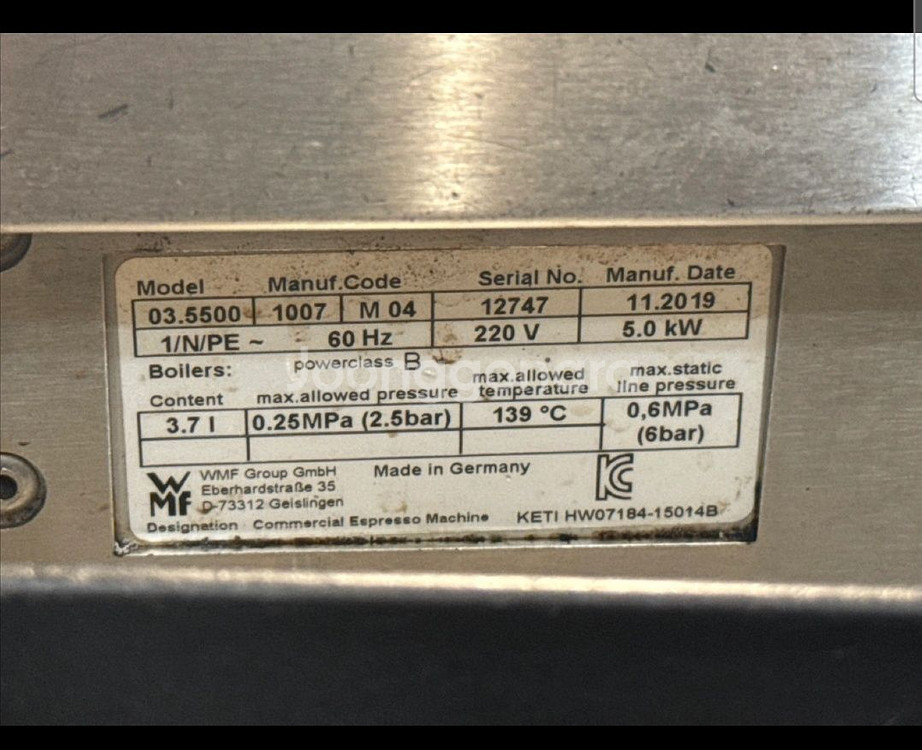 Model Manuf.Code Serial No. Manuf. Date
03.5500 1007 M 04 12747 11.2019
1/N/PE ~ 60 Hz 220 V 5.0 kW
Boilers: powerclass B
Content max.allowed pressure max.allowed temperature max.static line pressure
3.7 l 0.25MPa (2.5bar) 139 °C 0,6MPa (6bar)
WMF
WMF Group GmbH Made in Germany
Eberhardstraße 35
D-73312 Geislingen
Designation Commercial Espresso Machine KETI HW07184-15014B